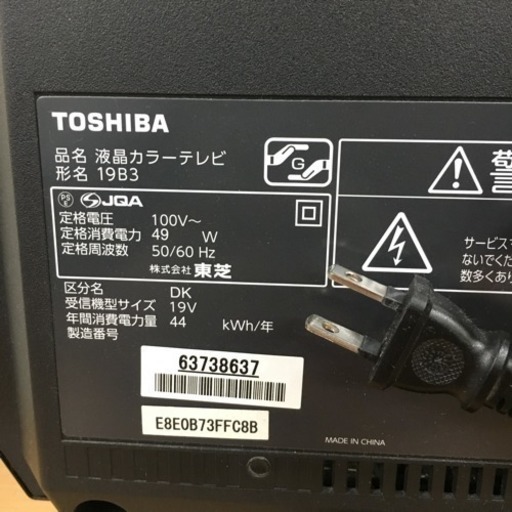 TOSHIBA
品名 液晶カラーテレビ
形名 19B3
G
PS
E
JQA
定格電圧 100V～
定格消費電力 49 W
定格周波数 50/60 Hz
株式会社 東芝
区分名 DK
受信機型サイズ 19V
年間消費電力量 44 kWh/年
製造番号
63738637
E8E0B73FFC8B
警
サービスマ
ないでくだ
数多くあり
MADE IN CHINA